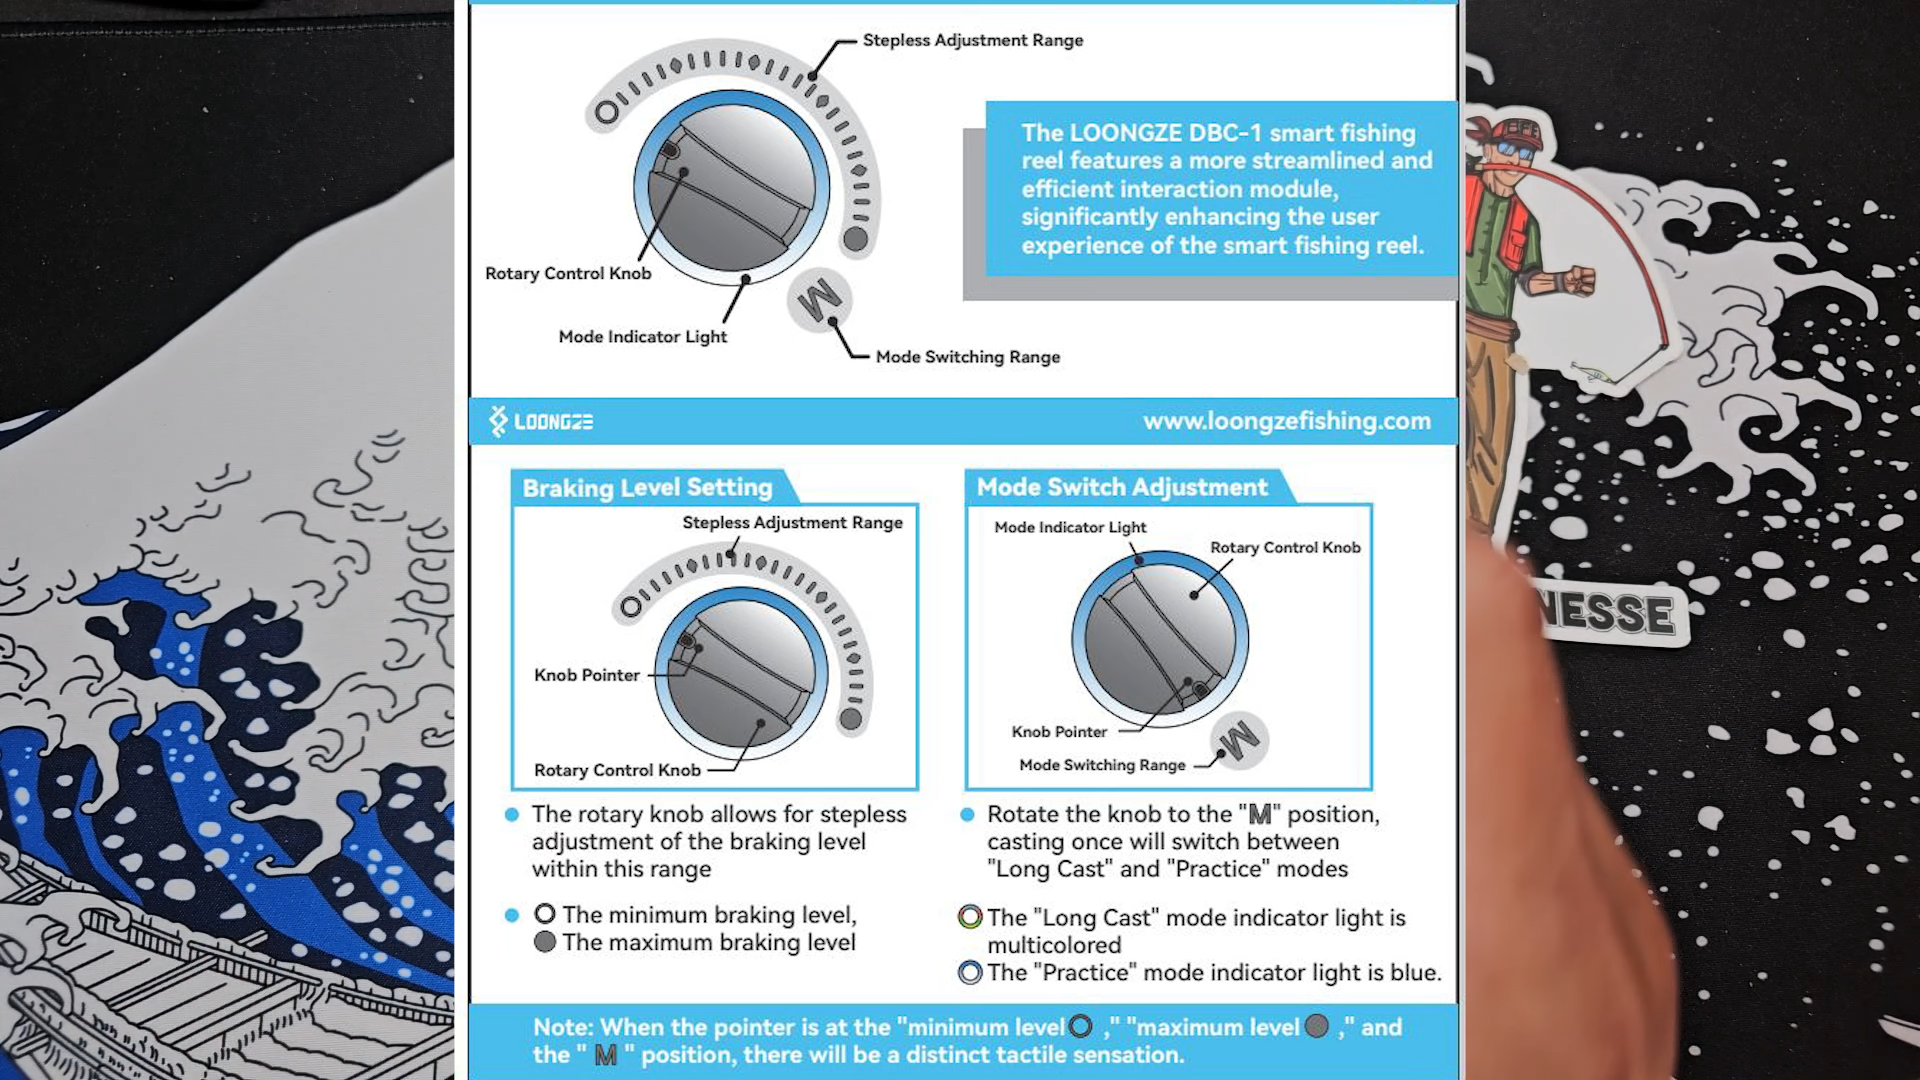 Stepless Adjustment Range
The LOONGZE DBC-1 smart fishing
reel features a more streamlined and
efficient interaction module,
significantly enhancing the user
experience of the smart fishing reel.
Rotary Control Knob
Mode Indicator Light
M
Mode Switching Range
LOONGZE
www.loongzefishing.com
Braking Level Setting
Stepless Adjustment Range
Knob Pointer
Rotary Control Knob
The rotary knob allows for stepless
adjustment of the braking level
within this range
The minimum braking level,
The maximum braking level
Mode Switch Adjustment
Mode Indicator Light
Rotary Control Knob
Knob Pointer
M
Mode Switching Range
Rotate the knob to the "M" position,
casting once will switch between
"Long Cast" and "Practice" modes
The "Long Cast" mode indicator light is
multicolored
The "Practice" mode indicator light is blue.
Note: When the pointer is at the "minimum level ," "maximum level ," and
the " M " position, there will be a distinct tactile sensation.
NESSE